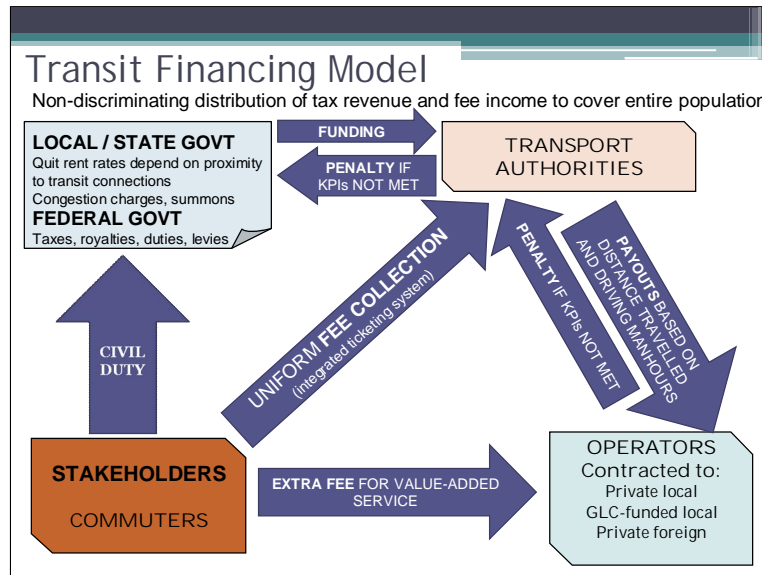 Transit Financing Model
Non-discriminating distribution of tax revenue and fee income to cover entire population
LOCAL / STATE GOVT
Quit rent rates depend on proximity
to transit connections
Congestion charges, summons
FEDERAL GOVT
Taxes, royalties, duties, levies
FUNDING
PENALTY IF
KPIs NOT MET
TRANSPORT
AUTHORITIES
CIVIL
DUTY
UNIFORM FEE COLLECTION
(integrated ticketing system)
PENALTY IF KPIs NOT MET
PAYOUTS BASED ON
DISTANCE TRAVELLED
AND DRIVING MANHOURS
STAKEHOLDERS
COMMUTERS
EXTRA FEE FOR VALUE-ADDED
SERVICE
OPERATORS
Contracted to:
Private local
GLC-funded local
Private foreign